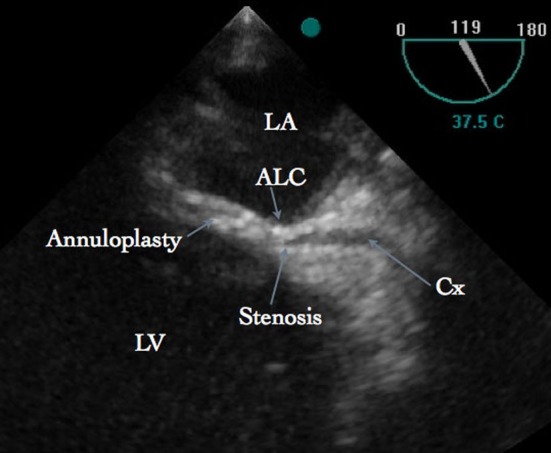 0 119 180
37.5 C
LA
ALC
Annuloplasty
Cx
Stenosis
LV